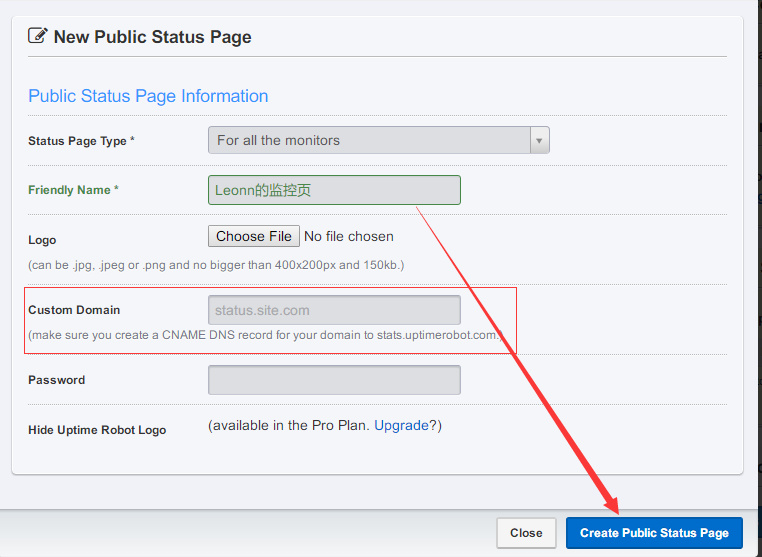 New Public Status Page
Public Status Page Information
Status Page Type * For all the monitors
Friendly Name * Leonn的监控页
Logo Choose File No file chosen
(can be .jpg, .jpeg or .png and no bigger than 400x200px and 150kb.)
Custom Domain status.site.com
(make sure you create a CNAME DNS record for your domain to stats.uptimerobot.com.)
Password
Hide Uptime Robot Logo (available in the Pro Plan. Upgrade?)
Close Create Public Status Page